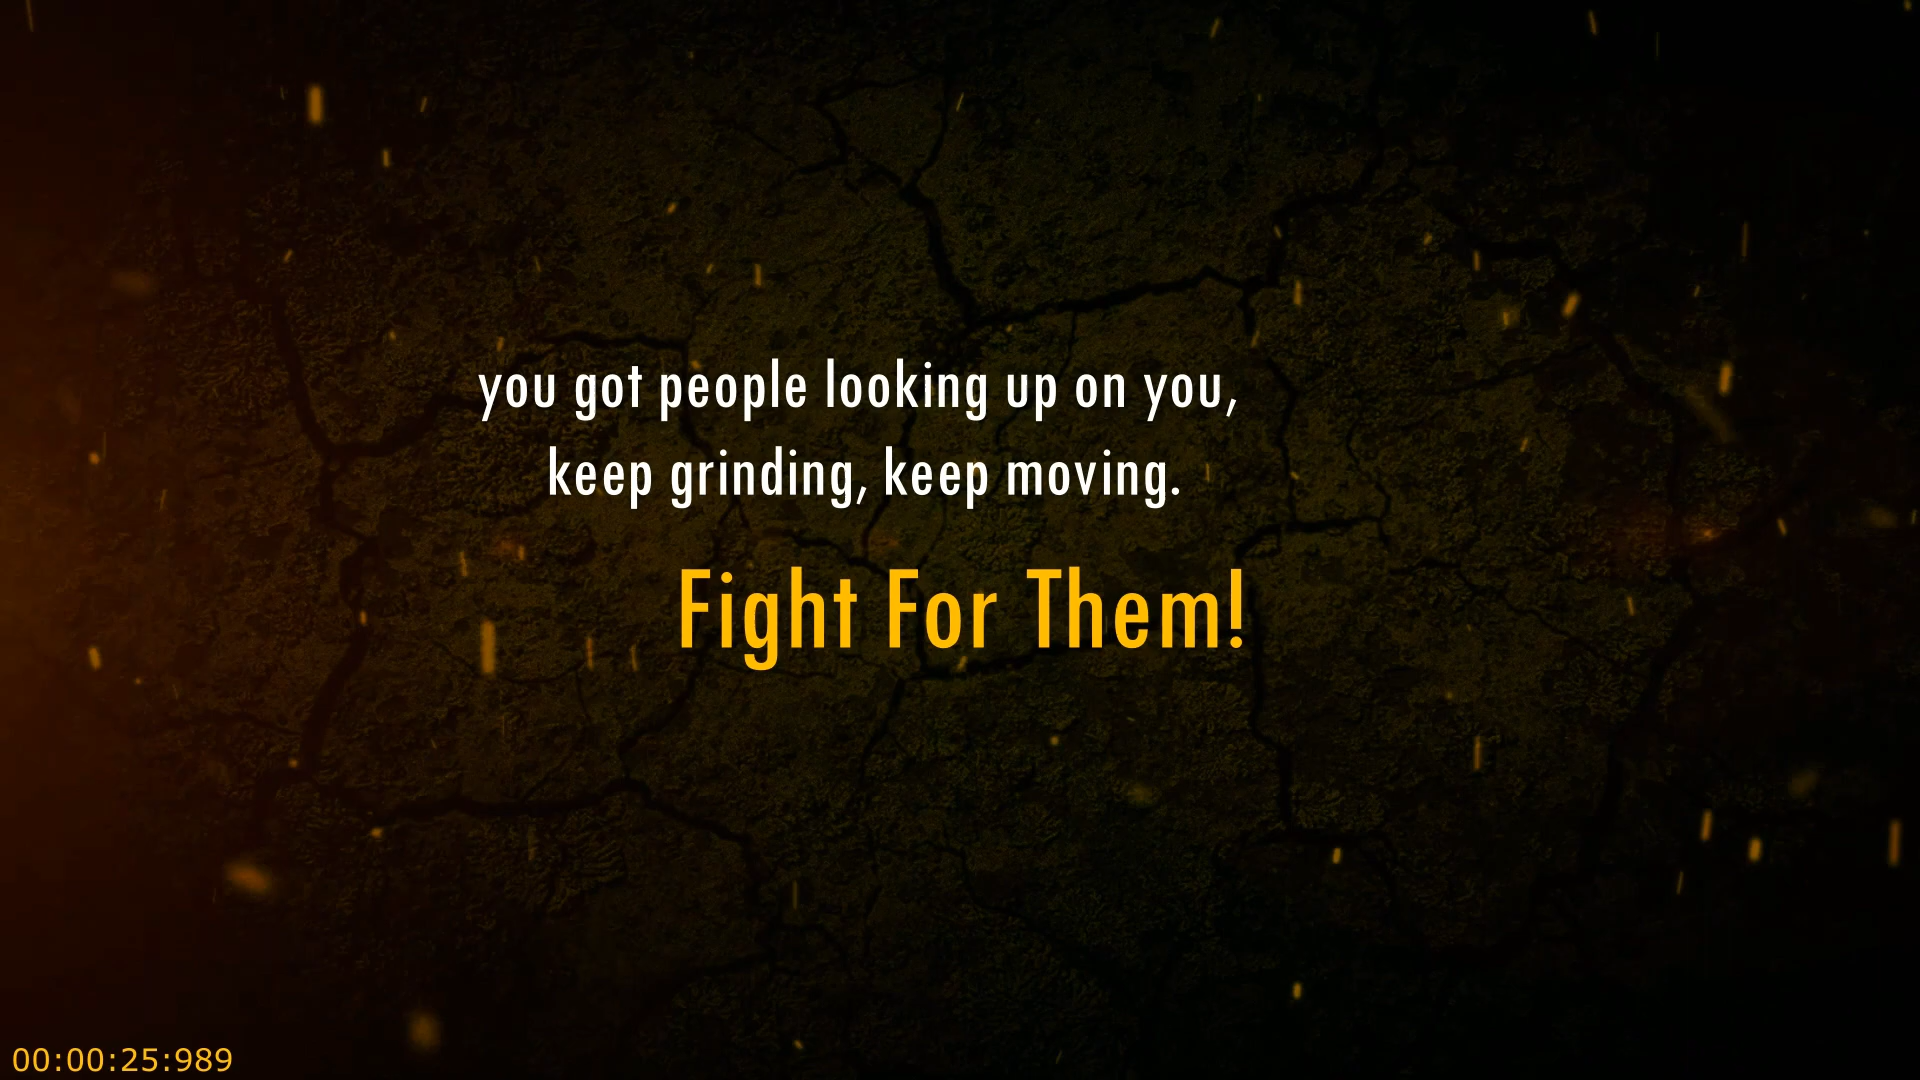 you got people looking up on you,
keep grinding, keep moving.
Fight For Them!
00:00:25:989